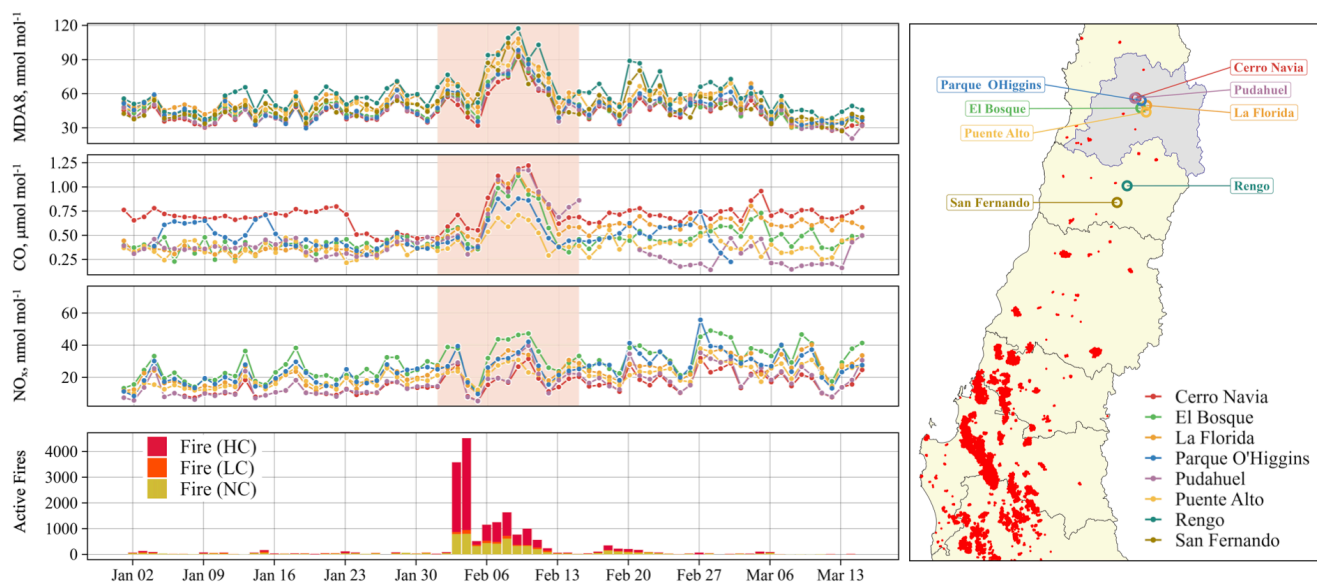 MDA8, nmol mol⁻¹
120
90
60
30
CO, μmol mol⁻¹
1.25
1.00
0.75
0.50
0.25
NOₓ, nmol mol⁻¹
60
40
20
Active Fires
4000
3000
2000
1000
0
Fire (HC)
Fire (LC)
Fire (NC)
Jan 02 Jan 09 Jan 16 Jan 23 Jan 30 Feb 06 Feb 13 Feb 20 Feb 27 Mar 06 Mar 13
Cerro Navia
Parque OHiggins
Pudahuel
El Bosque
La Florida
Puente Alto
Rengo
San Fernando
Cerro Navia
El Bosque
La Florida
Parque O'Higgins
Pudahuel
Puente Alto
Rengo
San Fernando